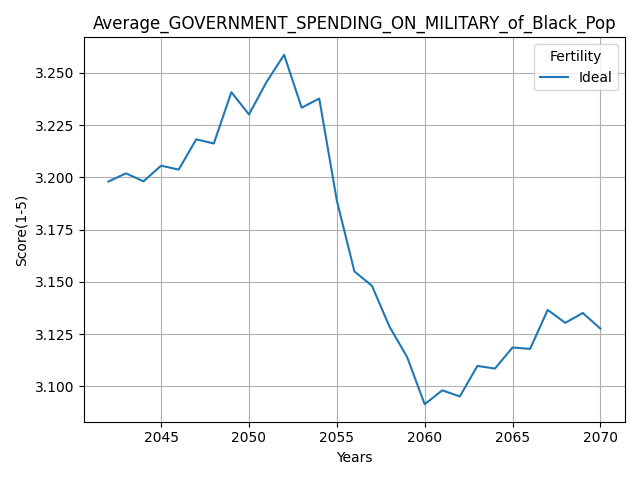 Average_GOVERNMENT_SPENDING_ON_MILITARY_of_Black_Pop
Fertility
Ideal
Score(1-5)
3.250
3.225
3.200
3.175
3.150
3.125
3.100
2045 2050 2055 2060 2065 2070
Years